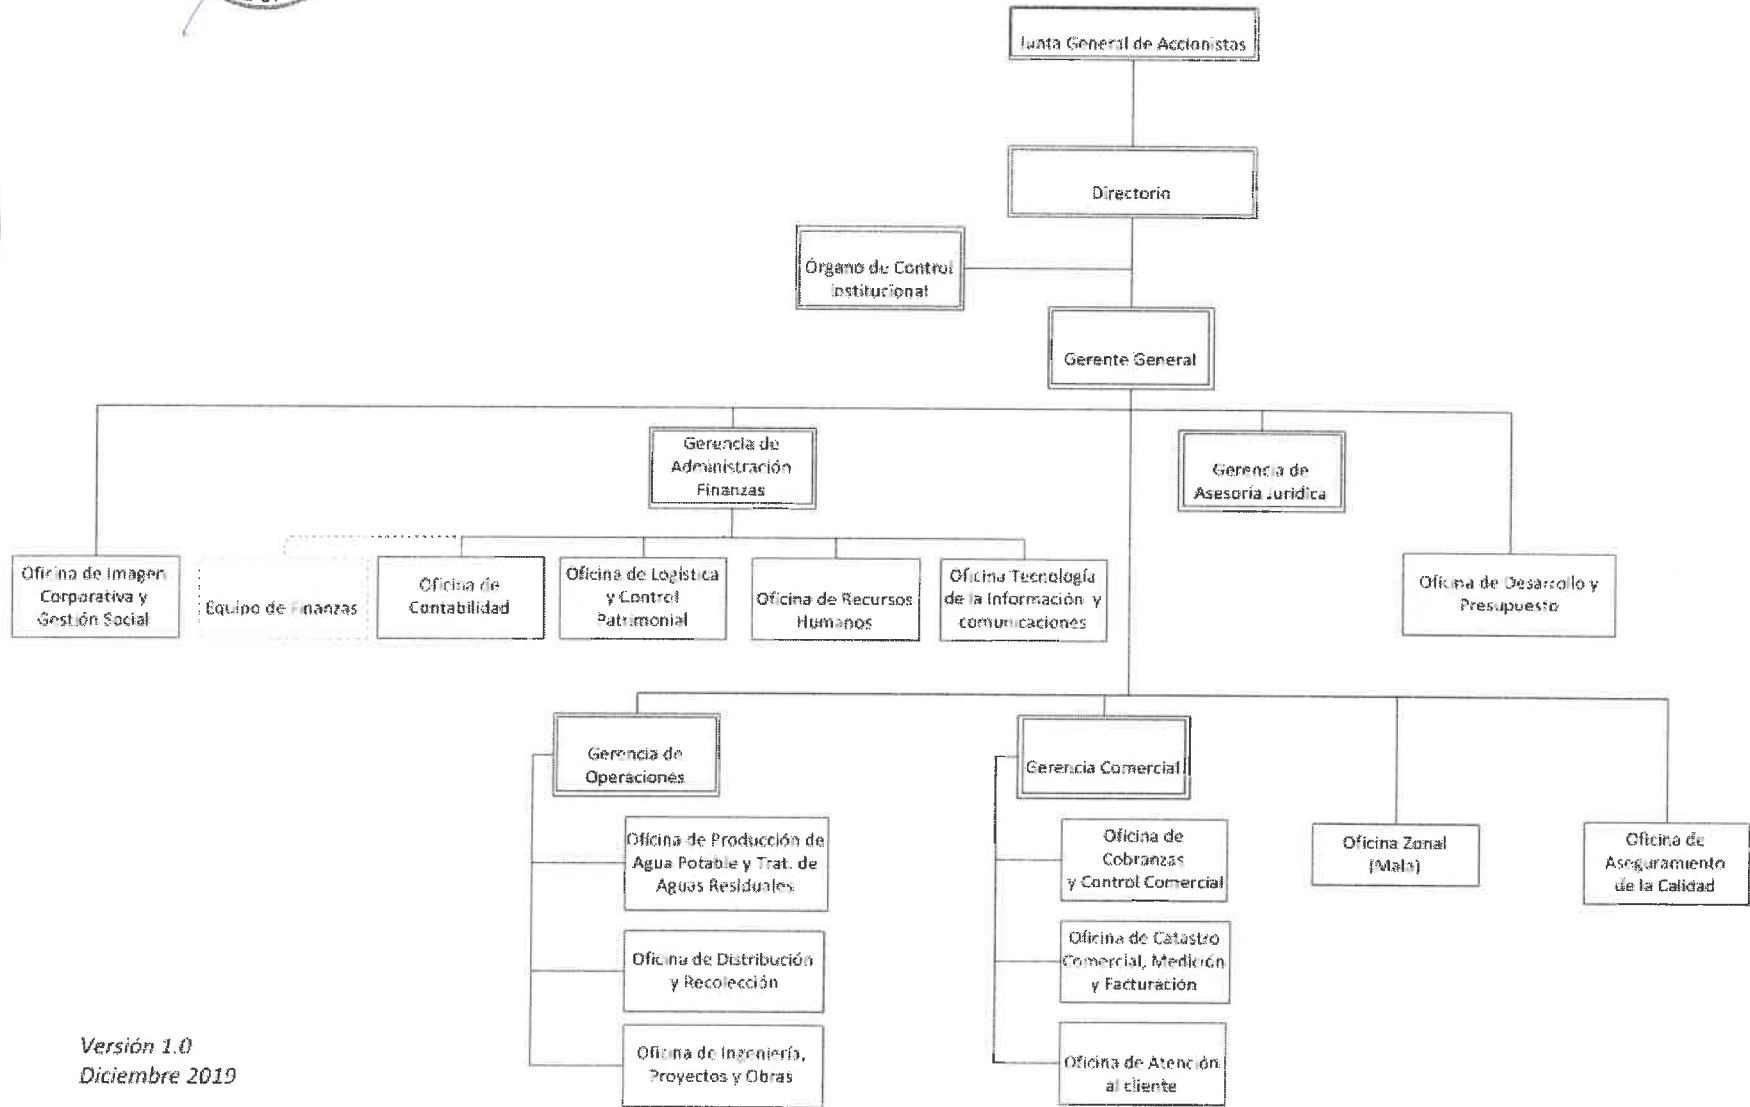 Junta General de Accionistas
Directorio
Órgano de Control
Institucional
Gerente General
Gerencia de
Administración
Finanzas
Gerencia de
Asesoría Juridica
Oficina de Imagen
Corporativa y
Gestión Social
Equipo de Finanzas
Oficina de
Contabilidad
Oficina de Logística
y Control
Patrimonial
Oficina de Recursos
Humanos
Oficina Tecnología
de la Información y
comunicaciones
Oficina de Desarrollo y
Presupuesto
Gerencia de
Operaciones
Oficina de Producción de
Agua Potable y Trat. de
Aguas Residuales
Oficina de Distribución
y Recolección
Oficina de Ingeniería,
Proyectos y Obras
Gerencia Comercial
Oficina de
Cobranzas
y Control Comercial
Oficina de Catastro
Comercial, Medición
y Facturación
Oficina de Atención
al cliente
Oficina Zonal
(Mala)
Oficina de
Aseguramiento
de la Calidad
Versión 1.0
Diciembre 2019